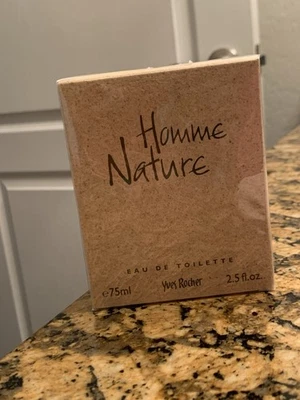 Homme
Nature
EAU DE TOILETTE
℮75ml Yves Rocher 2.5 fl.oz